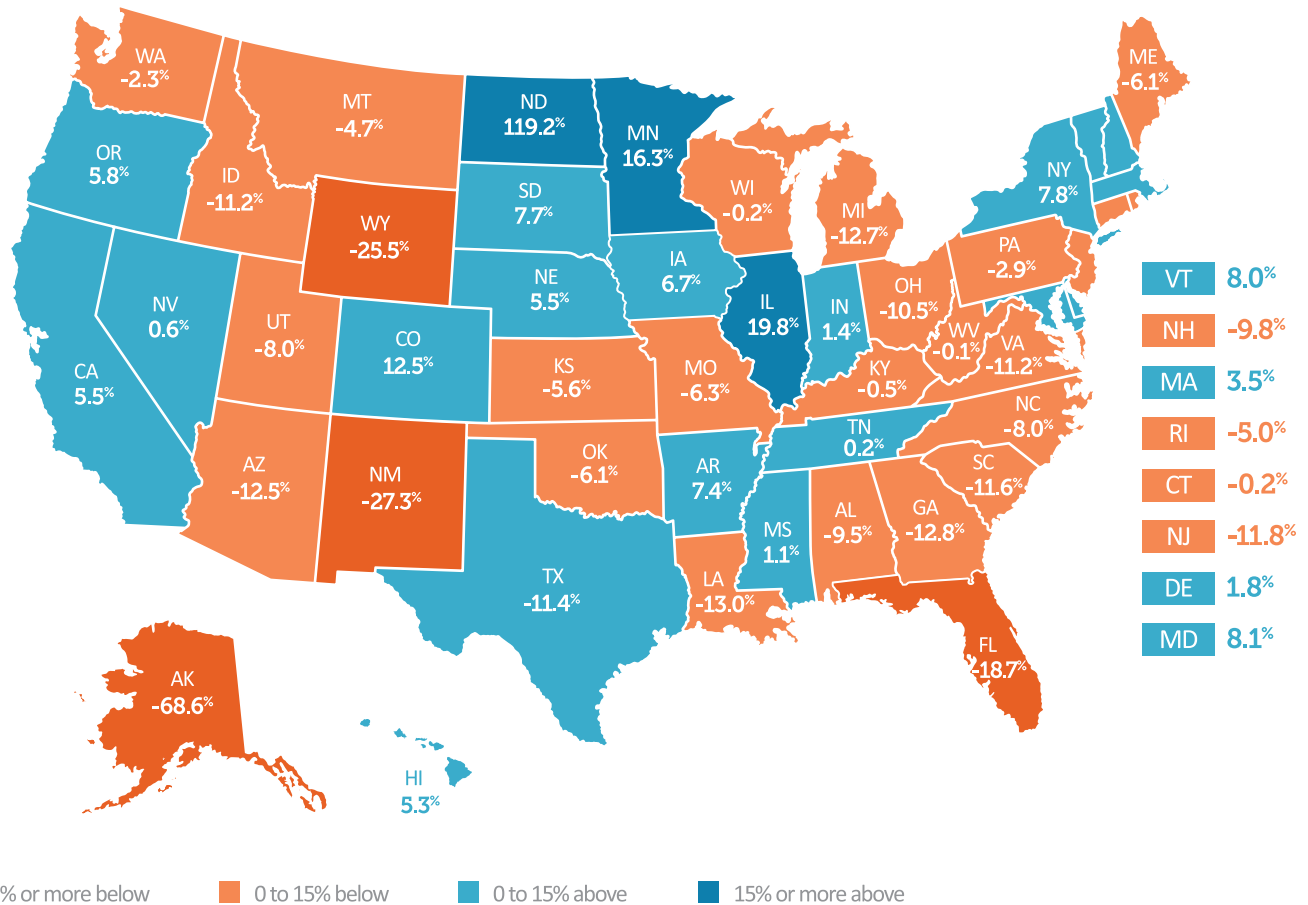 WA
-2.3%
MT
-4.7%
ND
119.2%
MN
16.3%
ME
-6.1%
OR
5.8%
ID
-11.2%
WY
-25.5%
SD
7.7%
WI
-0.2%
MI
-12.7%
NY
7.8%
NV
0.6%
UT
-8.0%
CO
12.5%
NE
5.5%
IA
6.7%
IL
19.8%
IN
1.4%
OH
-10.5%
PA
-2.9%
CA
5.5%
KS
-5.6%
MO
-6.3%
KY
-0.5%
WV
-0.1%
VA
-11.2%
AZ
-12.5%
NM
-27.3%
OK
-6.1%
AR
7.4%
TN
0.2%
NC
-8.0%
SC
-11.6%
TX
-11.4%
LA
-13.0%
MS
1.1%
AL
-9.5%
GA
-12.8%
FL
-18.7%
AK
-68.6%
HI
5.3%
VT 8.0%
NH -9.8%
MA 3.5%
RI -5.0%
CT -0.2%
NJ -11.8%
DE 1.8%
MD 8.1%
% or more below 0 to 15% below 0 to 15% above 15% or more above